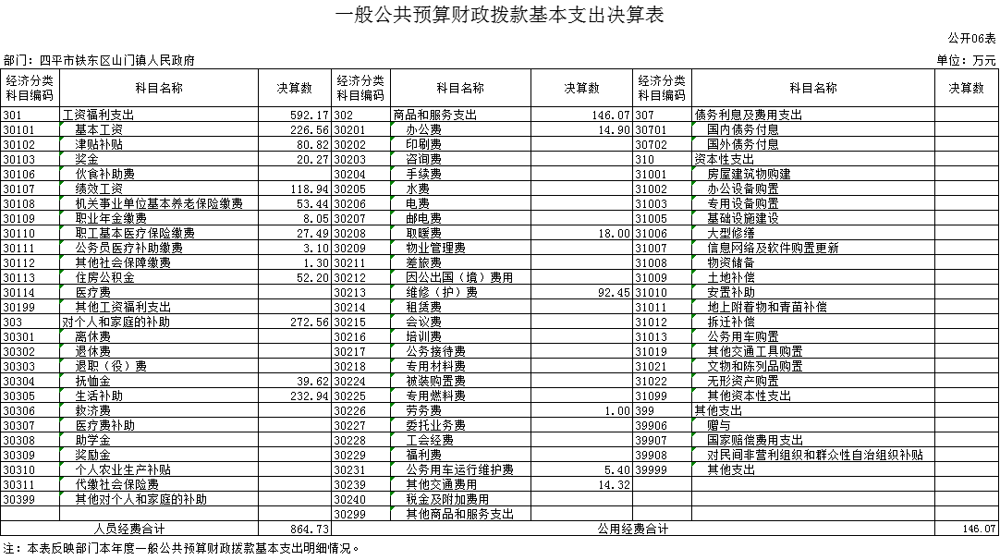 一般公共预算财政拨款基本支出决算表
公开06表
部门：四平市铁东区山门镇人民政府 单位：万元
经济分类科目编码 科目名称 决算数 经济分类科目编码 科目名称 决算数 经济分类科目编码 科目名称 决算数
301 工资福利支出 592.17 302 商品和服务支出 146.07 307 债务利息及费用支出
30101 基本工资 226.56 30201 办公费 14.90 30701 国内债务付息
30102 津贴补贴 80.82 30202 印刷费 30702 国外债务付息
30103 奖金 20.27 30203 咨询费 310 资本性支出
30106 伙食补助费 30204 手续费 31001 房屋建筑物购建
30107 绩效工资 118.94 30205 水费 31002 办公设备购置
30108 机关事业单位基本养老保险缴费 53.44 30206 电费 31003 专用设备购置
30109 职业年金缴费 8.05 30207 邮电费 31005 基础设施建设
30110 职工基本医疗保险缴费 27.49 30208 取暖费 18.00 31006 大型修缮
30111 公务员医疗补助缴费 3.10 30209 物业管理费 31007 信息网络及软件购置更新
30112 其他社会保障缴费 1.30 30211 差旅费 31008 物资储备
30113 住房公积金 52.20 30212 因公出国（境）费用 31009 土地补偿
30114 医疗费 30213 维修（护）费 92.45 31010 安置补助
30199 其他工资福利支出 30214 租赁费 31011 地上附着物和青苗补偿
303 对个人和家庭的补助 272.56 30215 会议费 31012 拆迁补偿
30301 离休费 30216 培训费 31013 公务用车购置
30302 退休费 30217 公务接待费 31019 其他交通工具购置
30303 退职（役）费 30218 专用材料费 31021 文物和陈列品购置
30304 抚恤金 39.62 30224 被装购置费 31022 无形资产购置
30305 生活补助 232.94 30225 专用燃料费 31099 其他资本性支出
30306 救济费 30226 劳务费 1.00 399 其他支出
30307 医疗费补助 30227 委托业务费 39906 赠与
30308 助学金 30228 工会经费 39907 国家赔偿费用支出
30309 奖励金 30229 福利费 39908 对民间非营利组织和群众性自治组织补贴
30310 个人农业生产补贴 30231 公务用车运行维护费 5.40 39999 其他支出
30311 代缴社会保险费 30239 其他交通费用 14.32
30399 其他对个人和家庭的补助 30240 税金及附加费用
30299 其他商品和服务支出
人员经费合计 864.73 公用经费合计 146.07
注：本表反映部门本年度一般公共预算财政拨款基本支出明细情况。